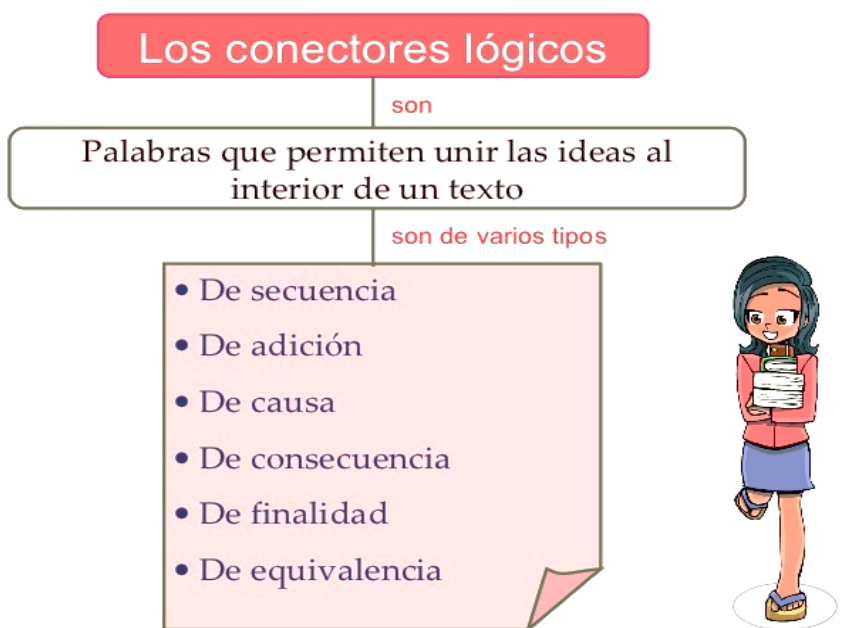 Los conectores lógicos
son
Palabras que permiten unir las ideas al
interior de un texto
son de varios tipos
• De secuencia
• De adición
• De causa
• De consecuencia
• De finalidad
• De equivalencia